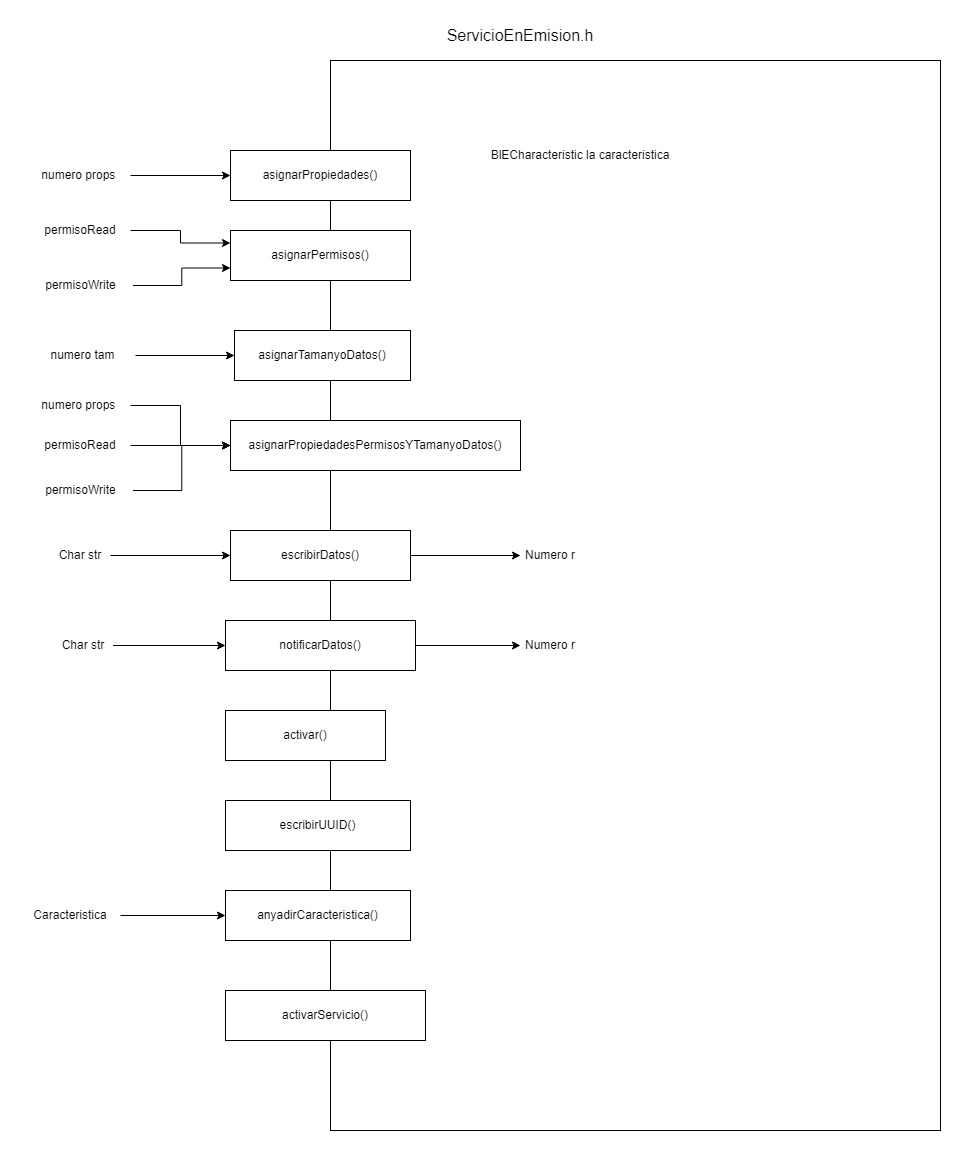 ServicioEnEmision.h
BlECharacteristic la caracteristica
numero props
asignarPropiedades()
permisoRead
asignarPermisos()
permisoWrite
numero tam
asignarTamanyoDatos()
numero props
permisoRead
asignarPropiedadesPermisosYTamanyoDatos()
permisoWrite
Char str
escribirDatos()
Numero r
Char str
notificarDatos()
Numero r
activar()
escribirUUID()
Caracteristica
anyadirCaracteristica()
activarServicio()